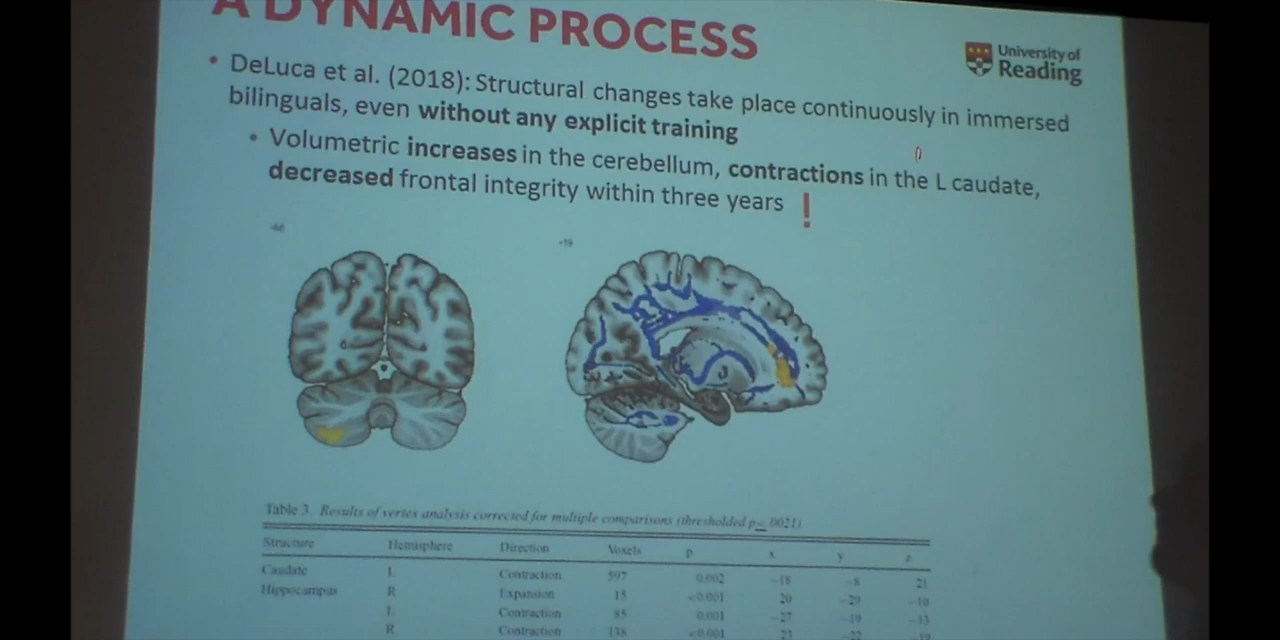 A DYNAMIC PROCESS
University of
Reading
• DeLuca et al. (2018): Structural changes take place continuously in immersed
bilinguals, even without any explicit training
• Volumetric increases in the cerebellum, contractions in the L caudate,
decreased frontal integrity within three years !
Table 3. Results of vertex analysis corrected for multiple comparisons (thresholded p≤ .0021)
Structure Hemisphere Direction Voxels p x y z
Caudate L Contraction 597 0.002 −18 −8 21
Hippocampus R Expansion 15 <0.001 20 −29 −10
L Contraction 85 0.001 −27 −19 −13
R Contraction 138 <0.001 23 −22 −19